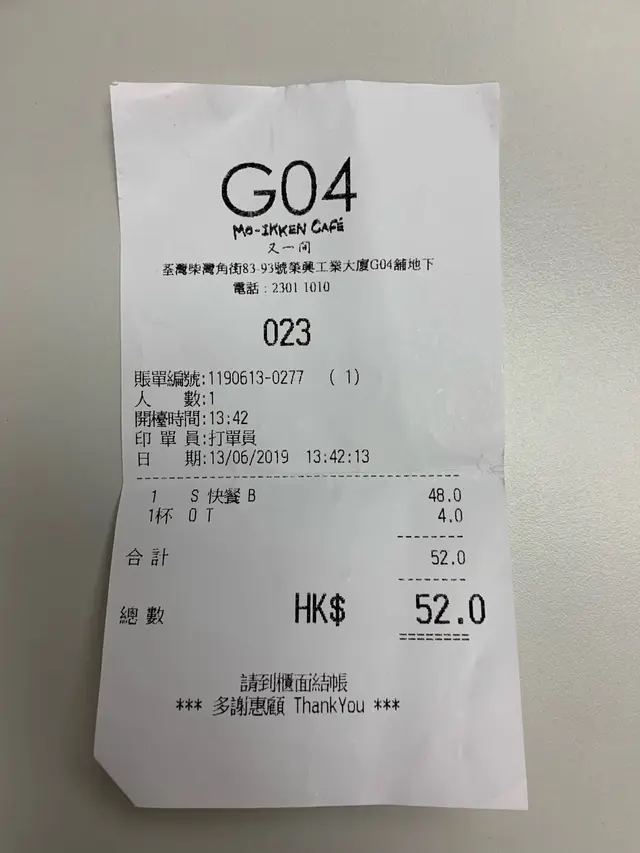 G04
MO-IKKEN CAFÉ
又一間
荃灣柴灣角街83-93號榮興工業大廈G04舖地下
電話：2301 1010
023
賬單編號:1190613-0277 ( 1)
人 數:1
開檯時間:13:42
印 單 員:打單員
日 期:13/06/2019 13:42:13
1 S 快餐 B 48.0
1杯 O T 4.0
合 計 52.0
總 數 HK$ 52.0
請到櫃面結帳
*** 多謝惠顧 ThankYou ***